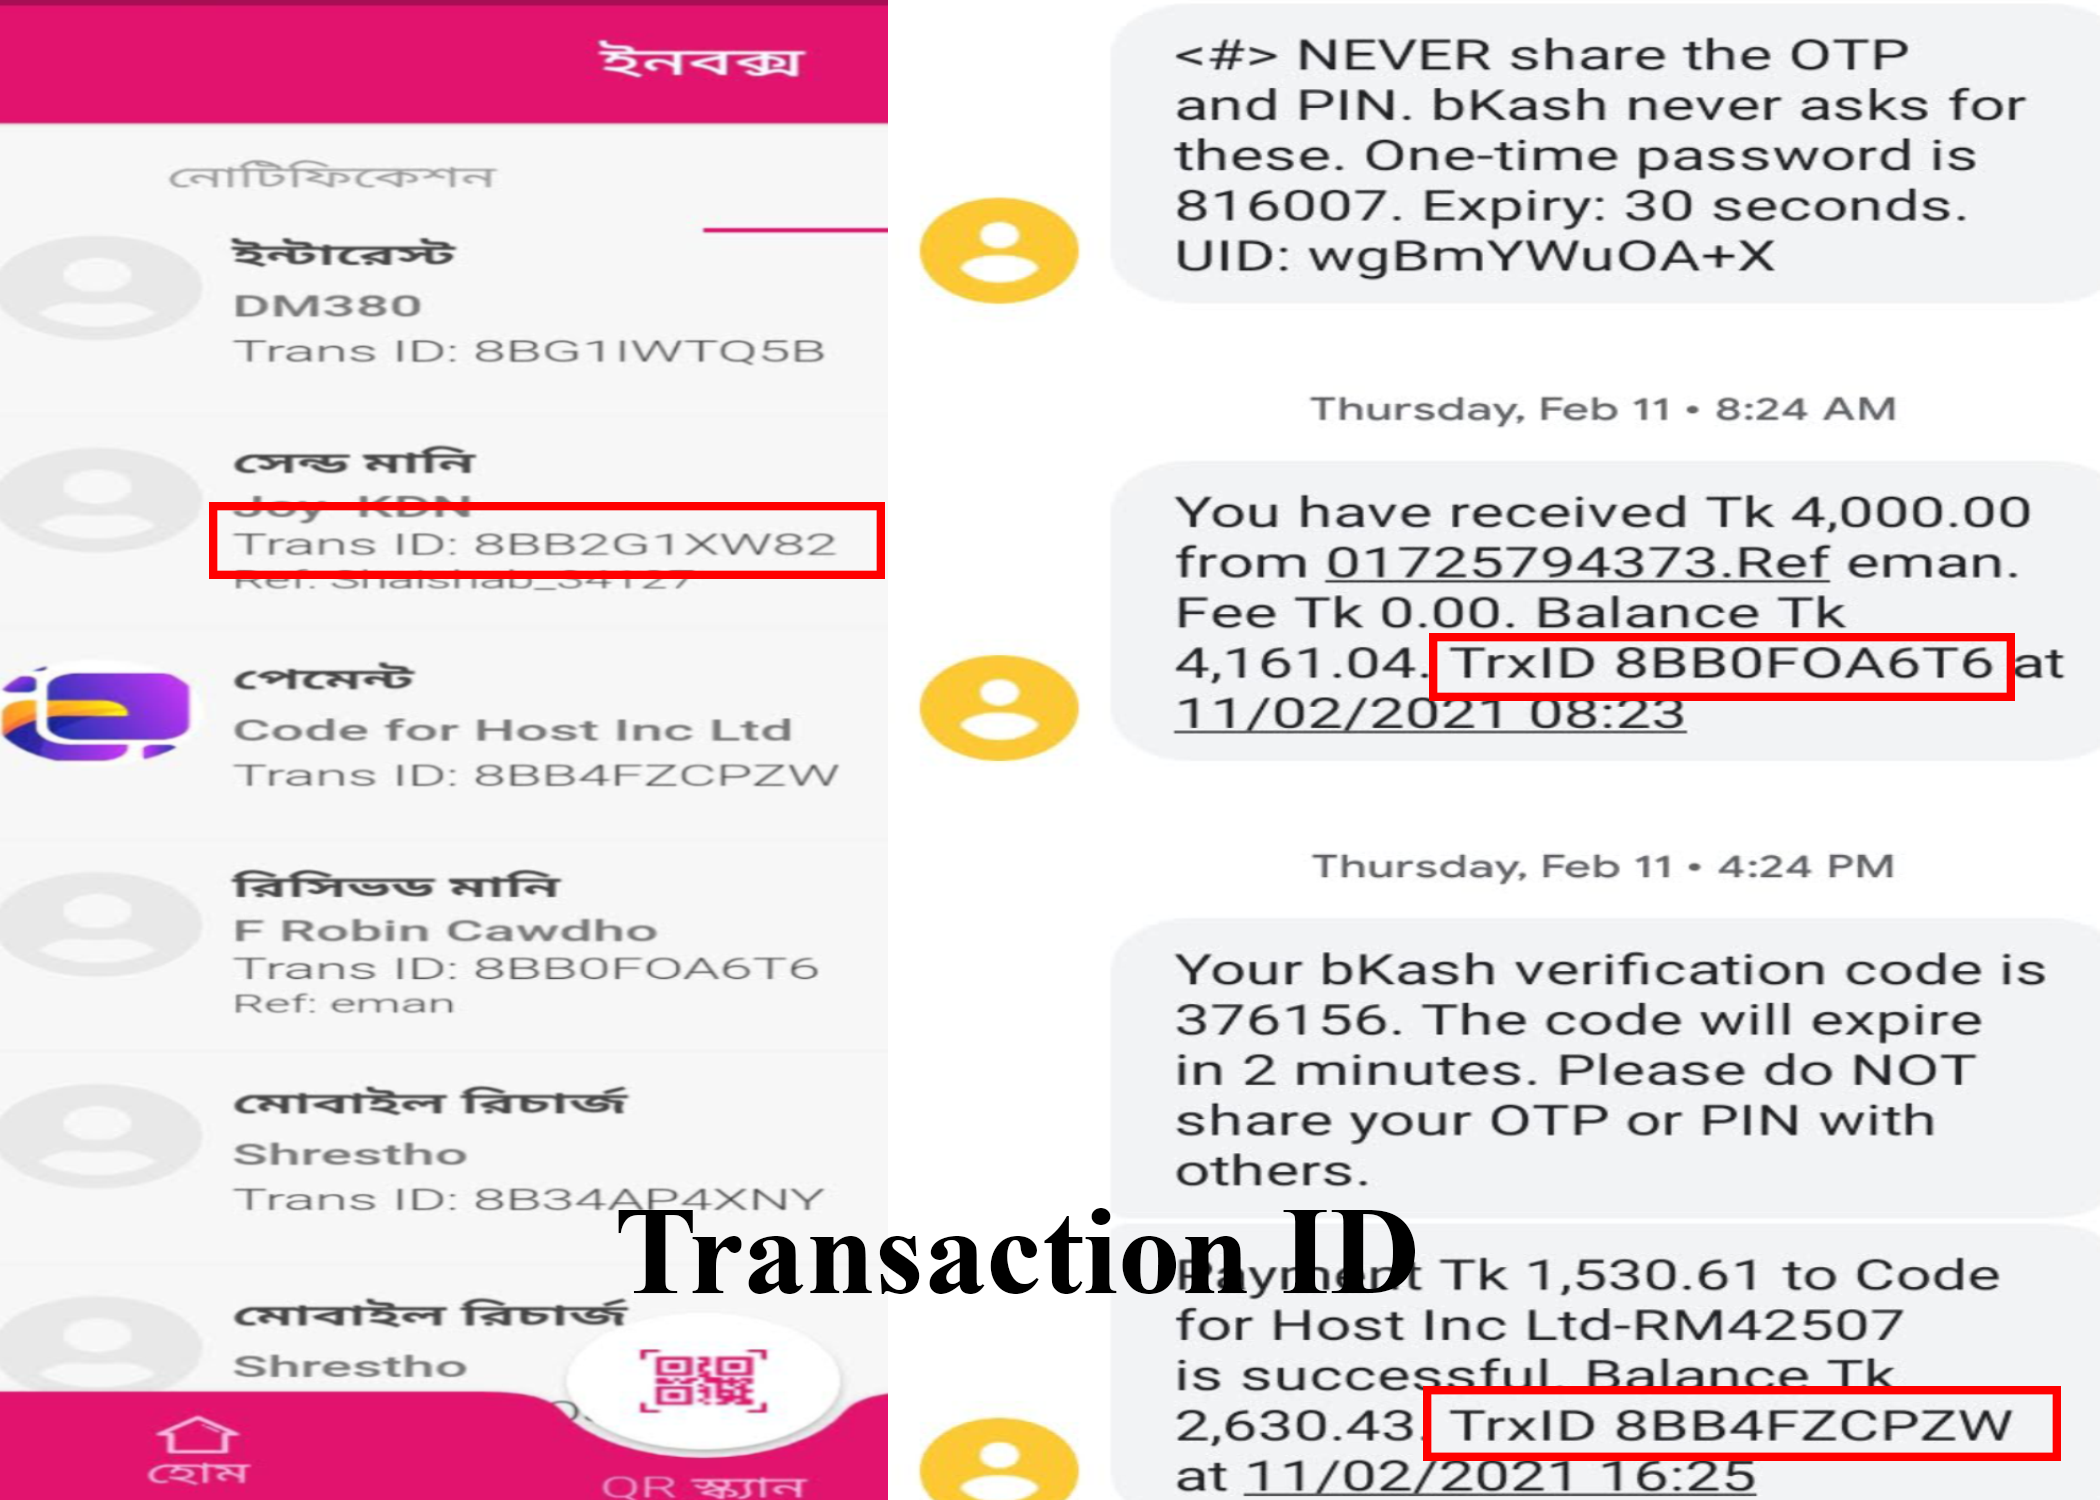 ইনবক্স
নোটিফিকেশন
ইন্টারেস্ট
DM380
Trans ID: 8BG1IWTQ5B
সেন্ড মানি
Joy KDN
Trans ID: 8BB2G1XW82
Ref: Shaishab_34127
পেমেন্ট
Code for Host Inc Ltd
Trans ID: 8BB4FZCPZW
রিসিভড মানি
F Robin Cawdho
Trans ID: 8BB0FOA6T6
Ref: eman
মোবাইল রিচার্জ
Shrestho
Trans ID: 8B34AP4XNY
মোবাইল রিচার্জ
Shrestho
হোম
QR স্ক্যান
<#> NEVER share the OTP
and PIN. bKash never asks for
these. One-time password is
816007. Expiry: 30 seconds.
UID: wgBmYWuOA+X
Thursday, Feb 11 • 8:24 AM
You have received Tk 4,000.00
from 01725794373.Ref eman.
Fee Tk 0.00. Balance Tk
4,161.04. TrxID 8BB0FOA6T6 at
11/02/2021 08:23
Thursday, Feb 11 • 4:24 PM
Your bKash verification code is
376156. The code will expire
in 2 minutes. Please do NOT
share your OTP or PIN with
others.
Transaction ID
Payment Tk 1,530.61 to Code
for Host Inc Ltd-RM42507
is successful. Balance Tk
2,630.43. TrxID 8BB4FZCPZW
at 11/02/2021 16:25